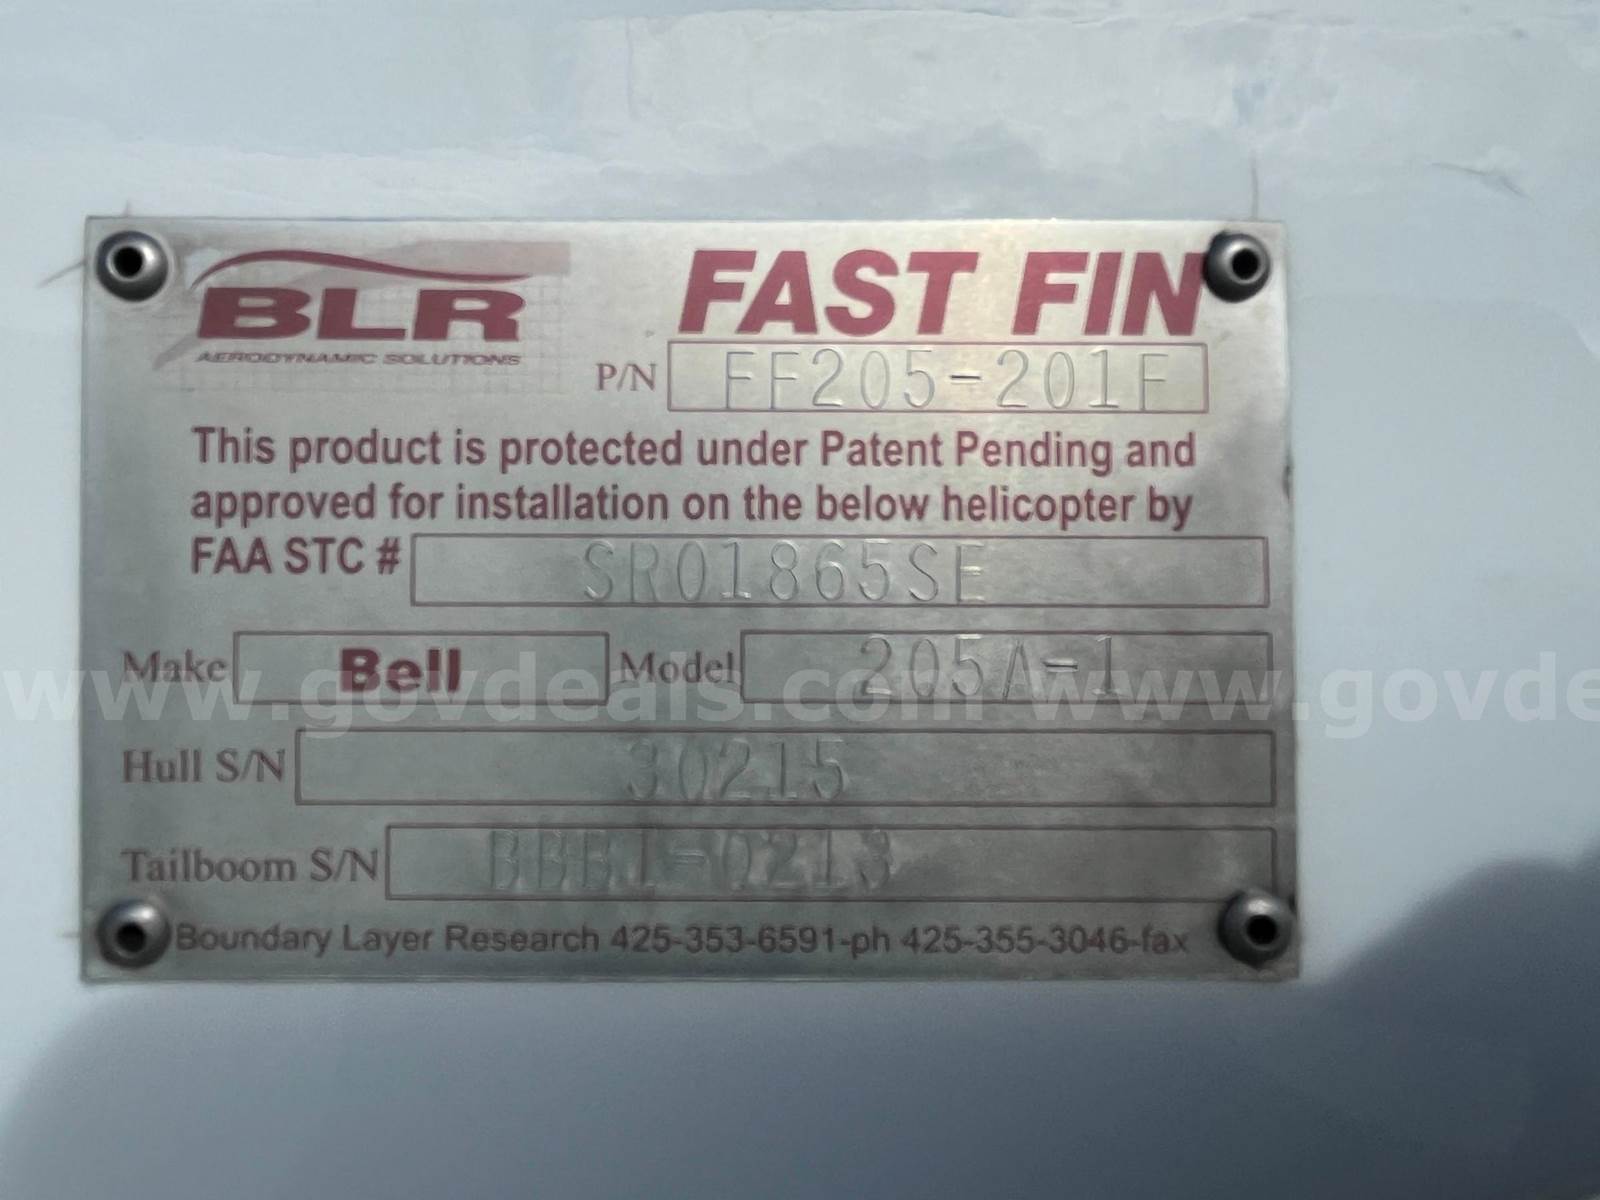 BLR
AERODYNAMIC SOLUTIONS
FAST FIN
P/N FF205-201F
This product is protected under Patent Pending and
approved for installation on the below helicopter by
FAA STC # SR01865SE
Make Bell Model 205A-1
Hull S/N 30215
Tailboom S/N BBB1-0213
Boundary Layer Research 425-353-6591-ph 425-355-3046-fax
www.govdeals.com www.govde